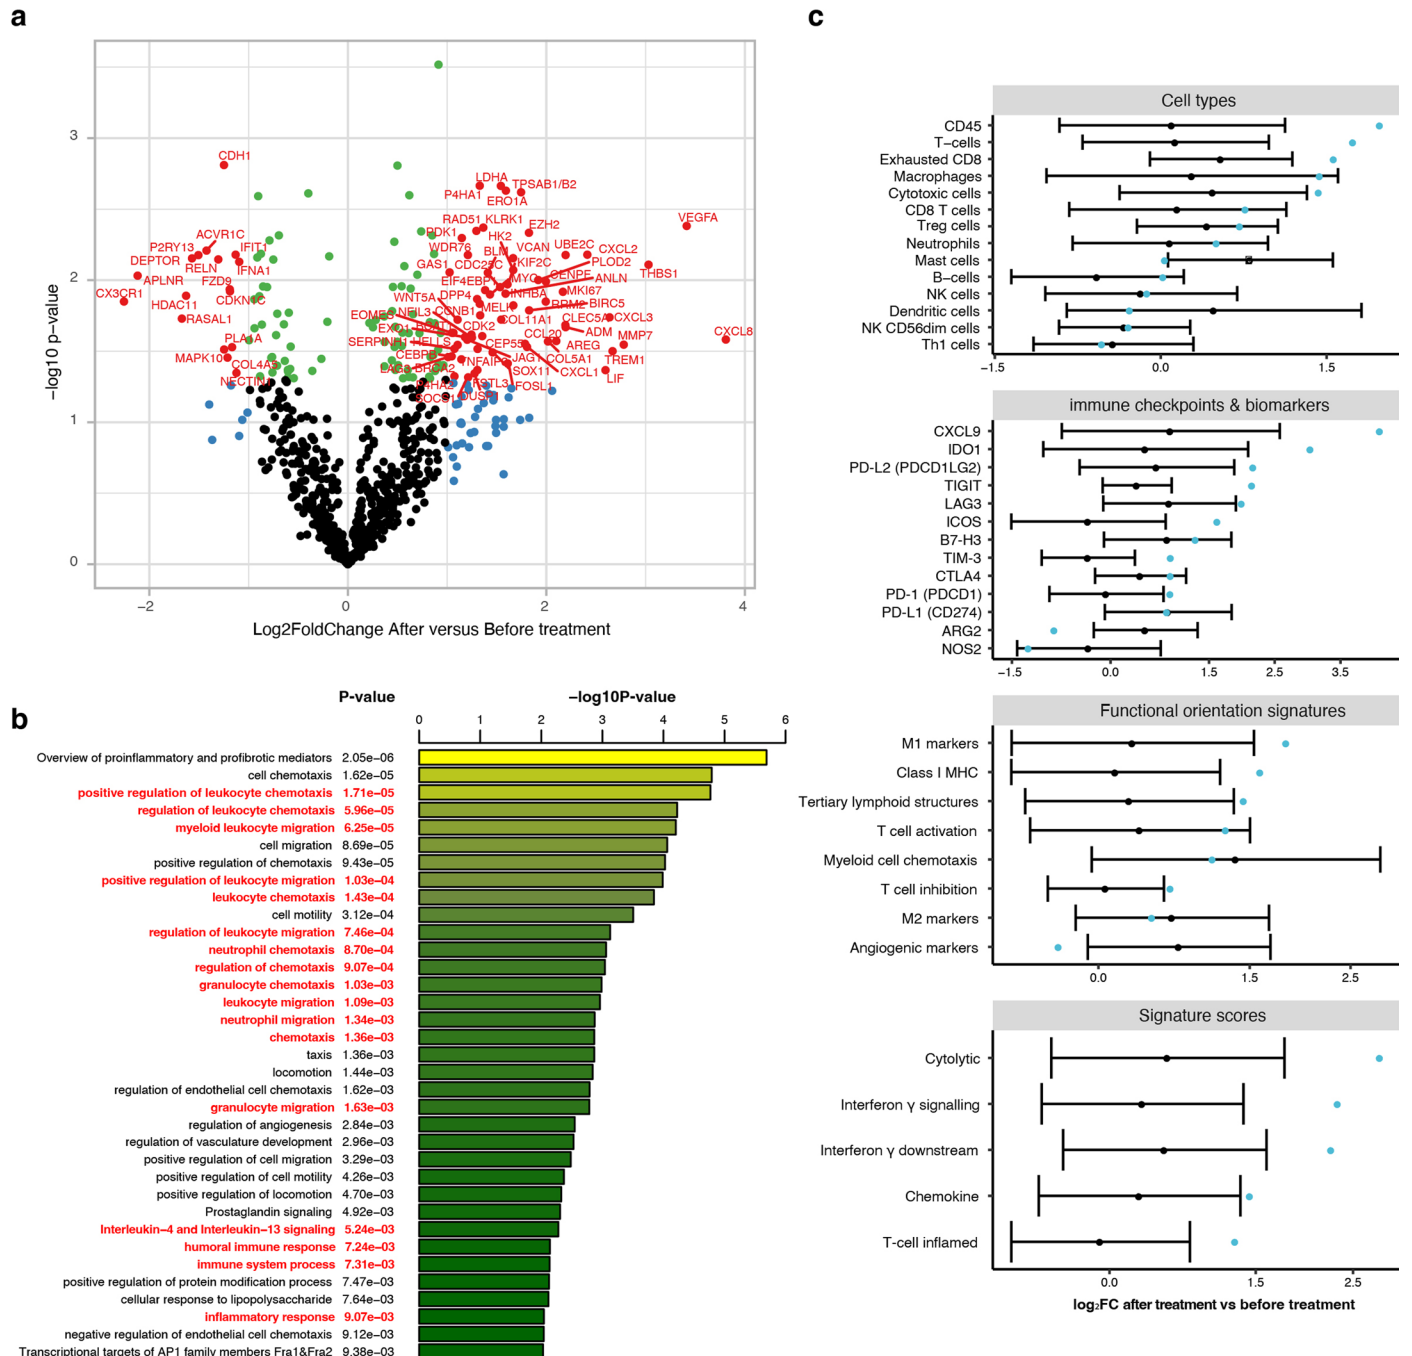 a
CDH1
ACVR1C
P2RY13
IFIT1
DEPTOR
RELN
IFNA1
APLNR
FZD9
CX3CR1
HDAC11
CDKN1C
RASAL1
PLA1A
MAPK10
COL4A5
NECTIN1
LDHA
TPSAB1/B2
P4HA1
ERO1A
RAD51
KLRK1
EZH2
VEGFA
PDK1
HK2
WDR76
BLM
VCAN
UBE2C
CXCL2
GAS1
CDC25C
KIF2C
PLOD2
THBS1
EIF4EBP1
MYC
CENPE
ANLN
WNT5A
DPP4
INHBA
MKI67
EOMES
NFIL3
CCNB1
MELK
RRM2
BIRC5
COL11A1
CLEC5A
CXCL3
EXO1
CDK2
CCL20
ADM
MMP7
CXCL8
SERPINH1
HELLS
CEP55
AREG
CEBPB
JAG1
COL5A1
TREM1
LAG3
BRCA2
TNFAIP6
SOX11
CXCL1
LIF
P4HA2
FSTL3
FOSL1
SOCS1
DUSP1
3
2
1
0
−log10 p−value
−2
0
2
4
Log2FoldChange After versus Before treatment
b
P-value
−log10P-value
0 1 2 3 4 5 6
Overview of proinflammatory and profibrotic mediators 2.05e−06
cell chemotaxis 1.62e−05
positive regulation of leukocyte chemotaxis 1.71e−05
regulation of leukocyte chemotaxis 5.96e−05
myeloid leukocyte migration 6.25e−05
cell migration 8.69e−05
positive regulation of chemotaxis 9.43e−05
positive regulation of leukocyte migration 1.03e−04
leukocyte chemotaxis 1.43e−04
cell motility 3.12e−04
regulation of leukocyte migration 7.46e−04
neutrophil chemotaxis 8.70e−04
regulation of chemotaxis 9.07e−04
granulocyte chemotaxis 1.03e−03
leukocyte migration 1.09e−03
neutrophil migration 1.34e−03
chemotaxis 1.36e−03
taxis 1.36e−03
locomotion 1.44e−03
regulation of endothelial cell chemotaxis 1.62e−03
granulocyte migration 1.63e−03
regulation of angiogenesis 2.84e−03
regulation of vasculature development 2.96e−03
positive regulation of cell migration 3.29e−03
positive regulation of cell motility 4.26e−03
positive regulation of locomotion 4.70e−03
Prostaglandin signaling 4.92e−03
Interleukin−4 and Interleukin−13 signaling 5.24e−03
humoral immune response 7.24e−03
immune system process 7.31e−03
positive regulation of protein modification process 7.47e−03
cellular response to lipopolysaccharide 7.64e−03
inflammatory response 9.07e−03
negative regulation of endothelial cell chemotaxis 9.12e−03
Transcriptional targets of AP1 family members Fra1&Fra2 9.38e−03
c
Cell types
CD45
T−cells
Exhausted CD8
Macrophages
Cytotoxic cells
CD8 T cells
Treg cells
Neutrophils
Mast cells
B−cells
NK cells
Dendritic cells
NK CD56dim cells
Th1 cells
−1.5 0.0 1.5
immune checkpoints & biomarkers
CXCL9
IDO1
PD-L2 (PDCD1LG2)
TIGIT
LAG3
ICOS
B7-H3
TIM-3
CTLA4
PD-1 (PDCD1)
PD-L1 (CD274)
ARG2
NOS2
−1.5 0.0 1.5 2.5 3.5
Functional orientation signatures
M1 markers
Class I MHC
Tertiary lymphoid structures
T cell activation
Myeloid cell chemotaxis
T cell inhibition
M2 markers
Angiogenic markers
0.0 1.5 2.5
Signature scores
Cytolytic
Interferon γ signalling
Interferon γ downstream
Chemokine
T-cell inflamed
0.0 1.5 2.5
log₂FC after treatment vs before treatment